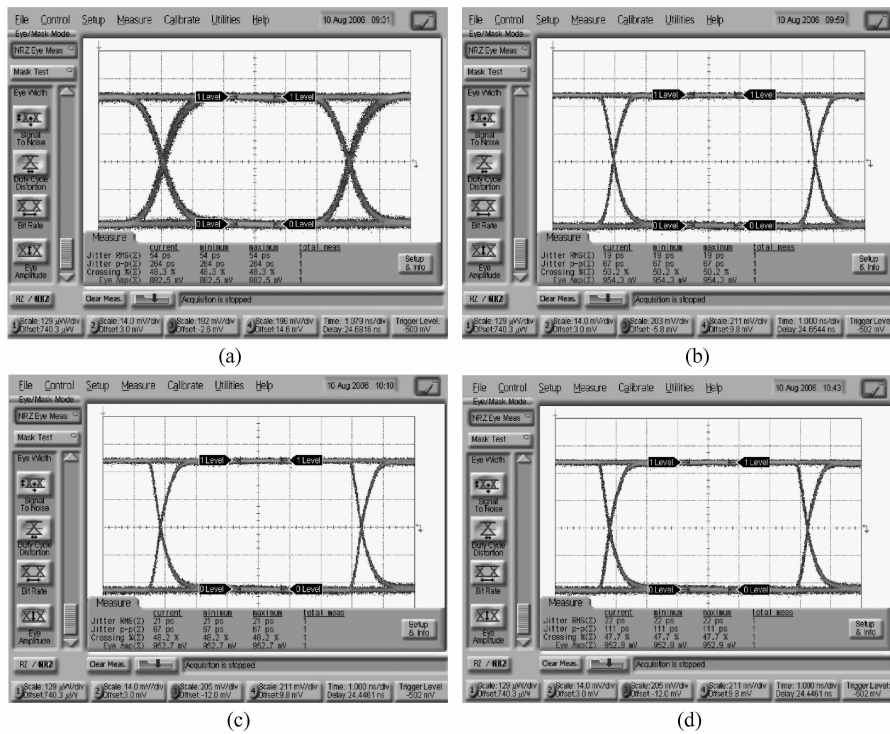 File Control Setup Measure Calibrate Utilities Help 10 Aug 2006 09:31
Eye/Mask Mode
NRZ Eye Meas
Mask Test
Eye Width
Signal
To Noise
Duty Cycle
Distortion
Bit Rate
Eye
Amplitude
1 Level 1 Level
0 Level 0 Level
Measure
current minimum maximum total meas
Jitter RMS(Σ) 54 ps 54 ps 54 ps 1
Jitter p-p(Σ) 264 ps 264 ps 264 ps 1
Crossing %(Σ) 48.3 % 48.3 % 48.3 % 1
Eye Amp(Σ) 882.5 mV 882.5 mV 882.5 mV 1
Setup
& Info
RZ / NRZ Clear Meas. Acquisition is stopped
1 Scale:129 µW/div Offset:740.3 µW 2 Scale:14.0 mV/div Offset:3.0 mV 3 Scale:192 mV/div Offset:-2.6 mV 4 Scale:196 mV/div Offset:14.6 mV Time: 1.079 ns/div Delay:24.6816 ns Trigger Level: -500 mV
(a)
File Control Setup Measure Calibrate Utilities Help 10 Aug 2006 09:59
Eye/Mask Mode
NRZ Eye Meas
Mask Test
Eye Width
Signal
To Noise
Duty Cycle
Distortion
Bit Rate
Eye
Amplitude
1 Level 1 Level
0 Level 0 Level
Measure
current minimum maximum total meas
Jitter RMS(Σ) 19 ps 19 ps 19 ps 1
Jitter p-p(Σ) 67 ps 67 ps 67 ps 1
Crossing %(Σ) 50.2 % 50.2 % 50.2 % 1
Eye Amp(Σ) 954.3 mV 954.3 mV 954.3 mV 1
Setup
& Info
RZ / NRZ Clear Meas. Acquisition is stopped
1 Scale:129 µW/div Offset:740.3 µW 2 Scale:14.0 mV/div Offset:3.0 mV 3 Scale:203 mV/div Offset:-5.8 mV 4 Scale:211 mV/div Offset:9.8 mV Time: 1.000 ns/div Delay:24.6544 ns Trigger Level: -502 mV
(b)
File Control Setup Measure Calibrate Utilities Help 10 Aug 2006 10:10
Eye/Mask Mode
NRZ Eye Meas
Mask Test
Eye Width
Signal
To Noise
Duty Cycle
Distortion
Bit Rate
Eye
Amplitude
1 Level 1 Level
0 Level 0 Level
Measure
current minimum maximum total meas
Jitter RMS(Σ) 21 ps 21 ps 21 ps 1
Jitter p-p(Σ) 67 ps 67 ps 67 ps 1
Crossing %(Σ) 48.2 % 48.2 % 48.2 % 1
Eye Amp(Σ) 952.7 mV 952.7 mV 952.7 mV 1
Setup
& Info
RZ / NRZ Clear Meas. Acquisition is stopped
1 Scale:129 µW/div Offset:740.3 µW 2 Scale:14.0 mV/div Offset:3.0 mV 3 Scale:205 mV/div Offset:-12.0 mV 4 Scale:211 mV/div Offset:9.8 mV Time: 1.000 ns/div Delay:24.4461 ns Trigger Level: -502 mV
(c)
File Control Setup Measure Calibrate Utilities Help 10 Aug 2006 10:43
Eye/Mask Mode
NRZ Eye Meas
Mask Test
Eye Width
Signal
To Noise
Duty Cycle
Distortion
Bit Rate
Eye
Amplitude
1 Level 1 Level
0 Level 0 Level
Measure
current minimum maximum total meas
Jitter RMS(Σ) 22 ps 22 ps 22 ps 1
Jitter p-p(Σ) 111 ps 111 ps 111 ps 1
Crossing %(Σ) 47.7 % 47.7 % 47.7 % 1
Eye Amp(Σ) 952.9 mV 952.9 mV 952.9 mV 1
Setup
& Info
RZ / NRZ Clear Meas. Acquisition is stopped
1 Scale:129 µW/div Offset:740.3 µW 2 Scale:14.0 mV/div Offset:3.0 mV 3 Scale:205 mV/div Offset:-12.0 mV 4 Scale:211 mV/div Offset:9.8 mV Time: 1.000 ns/div Delay:24.4461 ns Trigger Level: -502 mV
(d)